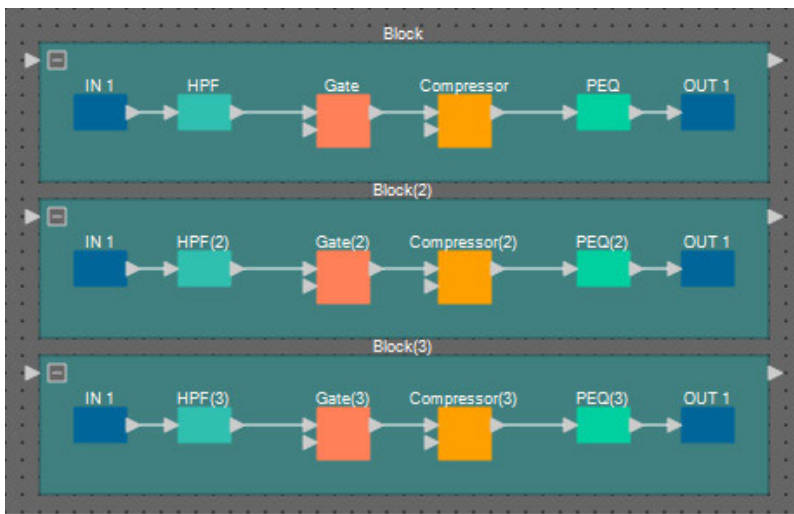 Block
IN 1 HPF Gate Compressor PEQ OUT 1
Block(2)
IN 1 HPF(2) Gate(2) Compressor(2) PEQ(2) OUT 1
Block(3)
IN 1 HPF(3) Gate(3) Compressor(3) PEQ(3) OUT 1